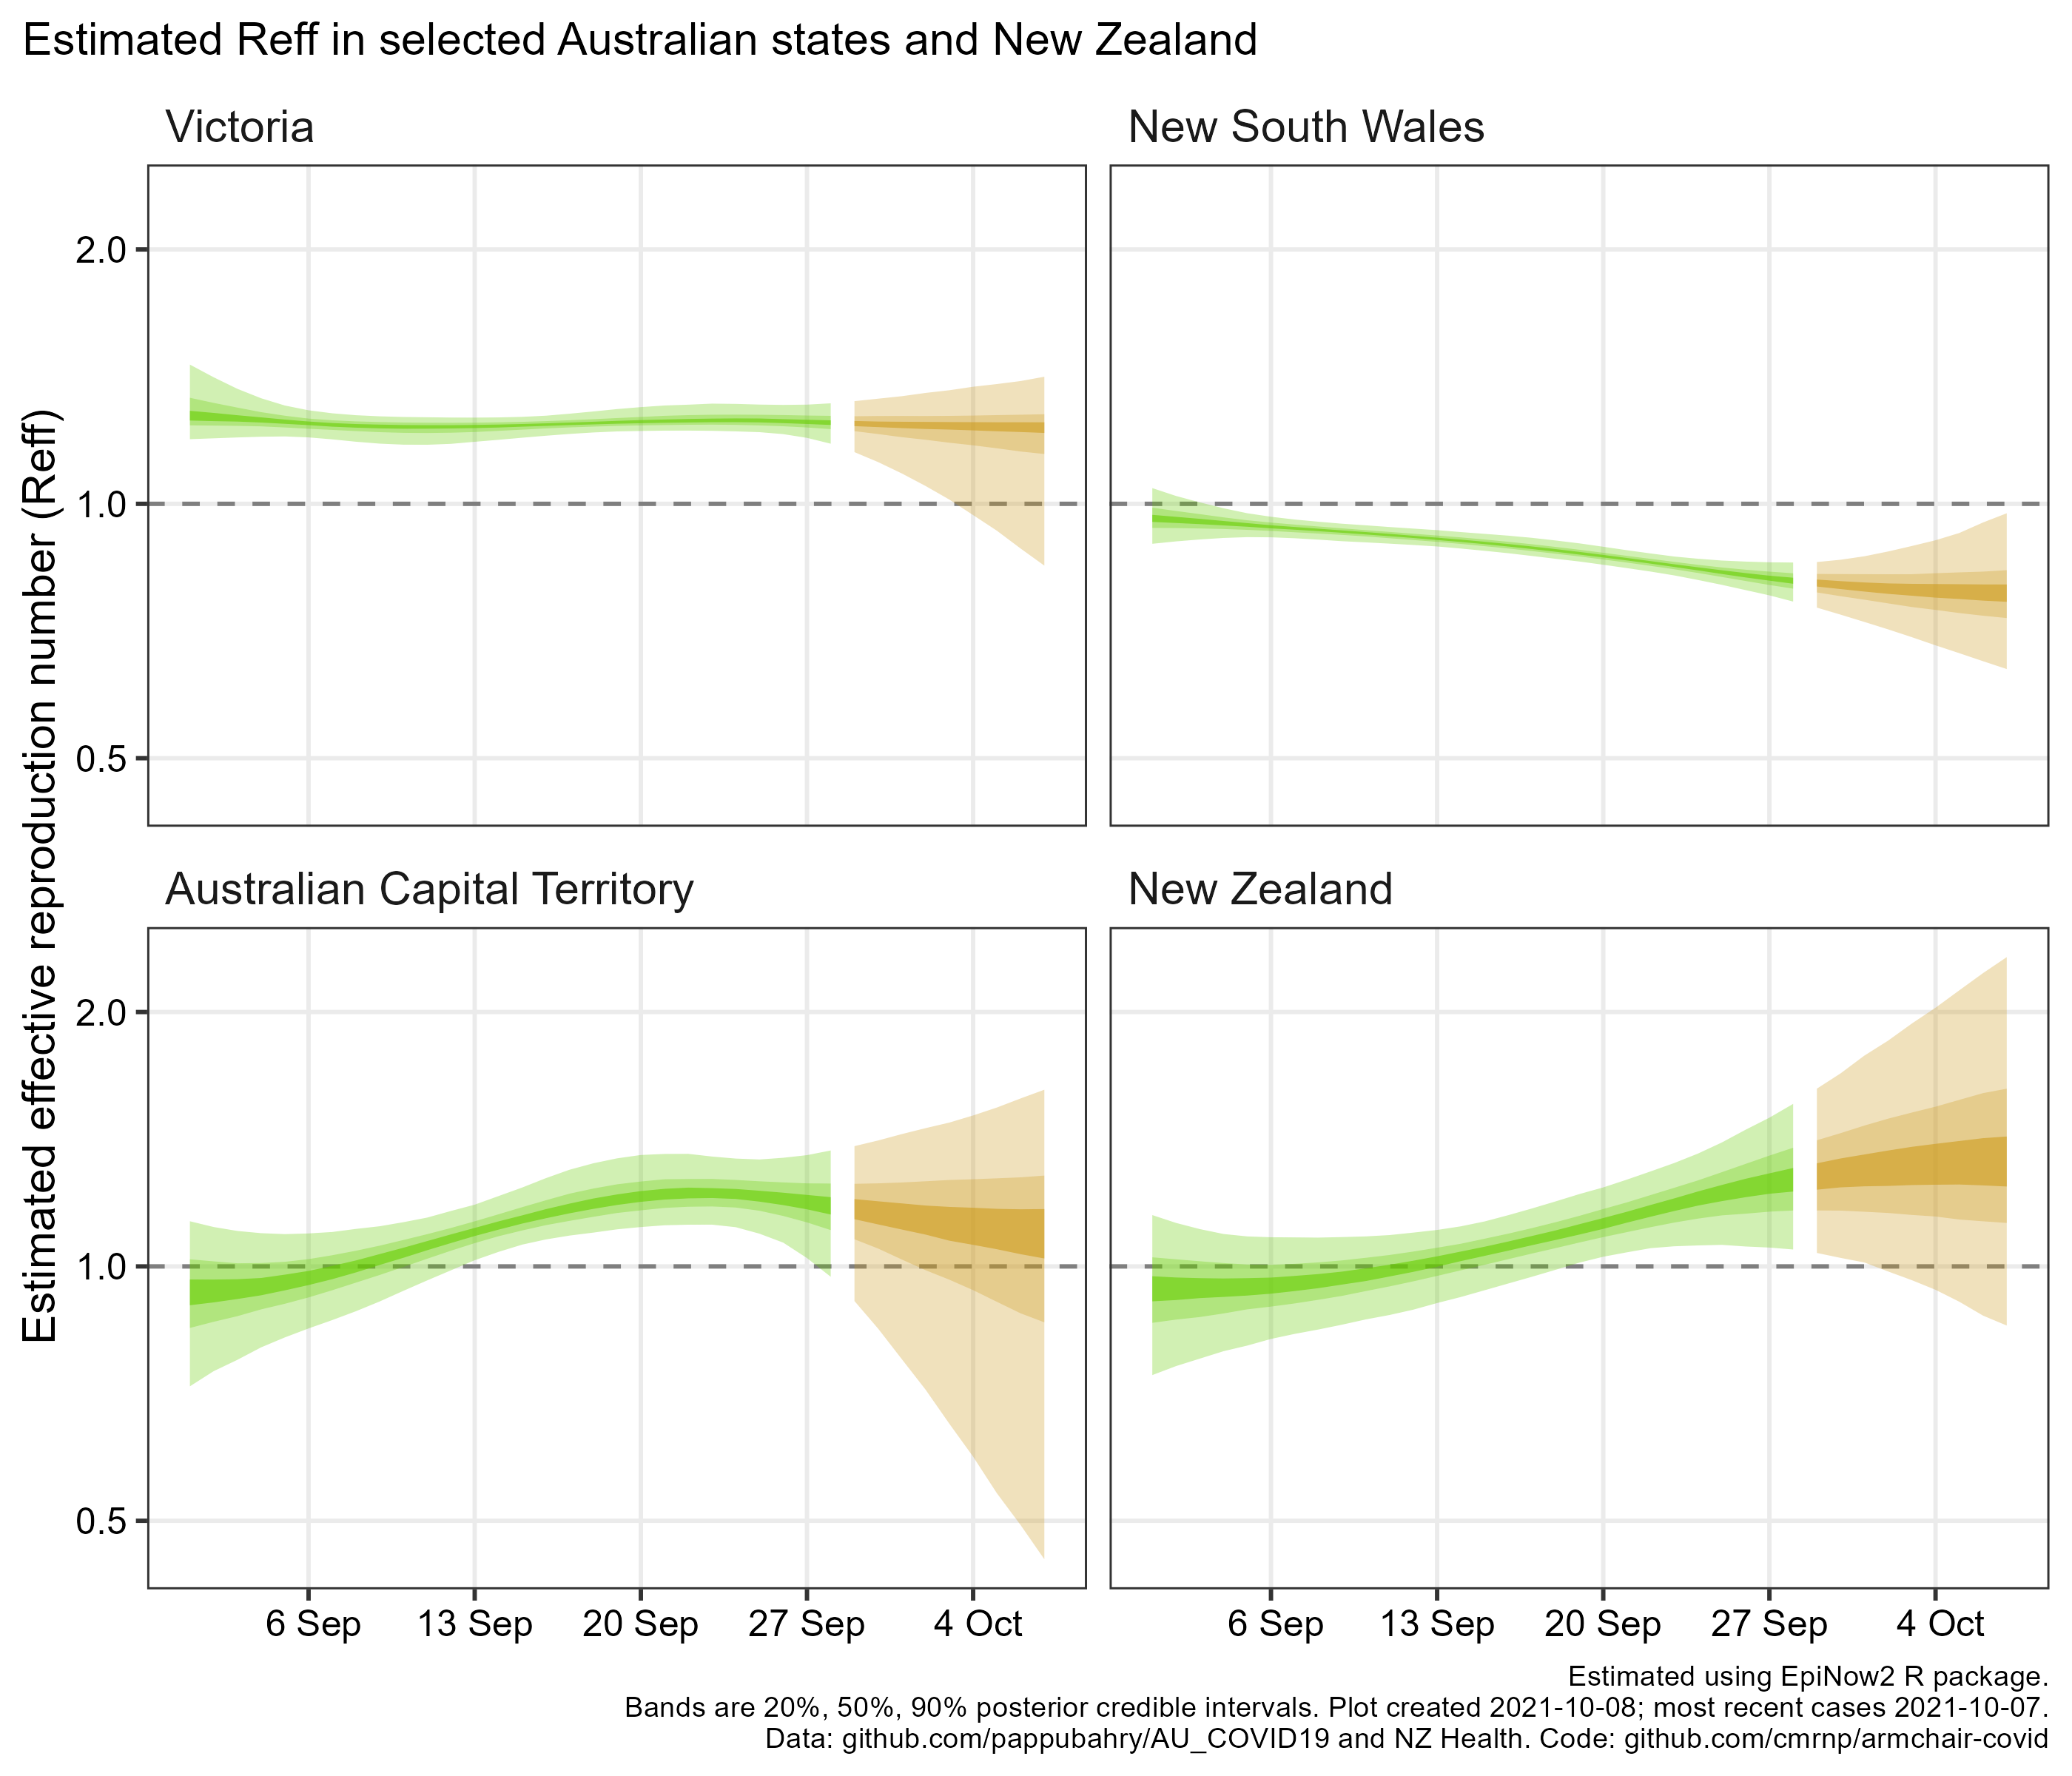 Estimated Reff in selected Australian states and New Zealand
Victoria
New South Wales
Estimated effective reproduction number (Reff)
2.0
1.0
0.5
Australian Capital Territory
New Zealand
2.0
1.0
0.5
6 Sep 13 Sep 20 Sep 27 Sep 4 Oct
6 Sep 13 Sep 20 Sep 27 Sep 4 Oct
Estimated using EpiNow2 R package.
Bands are 20%, 50%, 90% posterior credible intervals. Plot created 2021-10-08; most recent cases 2021-10-07.
Data: github.com/pappubahry/AU_COVID19 and NZ Health. Code: github.com/cmrnp/armchair-covid